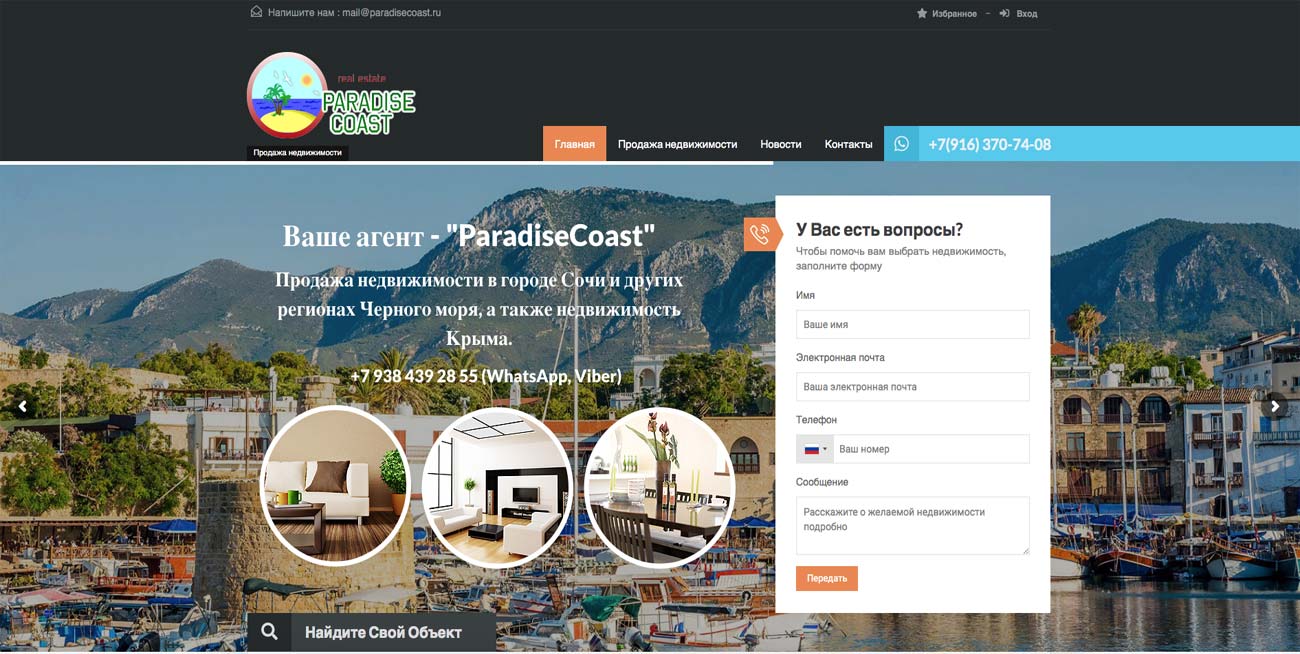 Напишите нам : mail@paradisecoast.ru
Избранное – Вход
real estate
PARADISE
COAST
Продажа недвижимости
Главная Продажа недвижимости Новости Контакты +7(916) 370-74-08
Ваше агент - "ParadiseCoast"
Продажа недвижимости в городе Сочи и других
регионах Черного моря, а также недвижимость
Крыма.
+7 938 439 28 55 (WhatsApp, Viber)
У Вас есть вопросы?
Чтобы помочь вам выбрать недвижимость,
заполните форму
Имя
Ваше имя
Электронная почта
Ваша электронная почта
Телефон
Ваш номер
Сообщение
Расскажите о желаемой недвижимости
подробно
Передать
Найдите Свой Объект